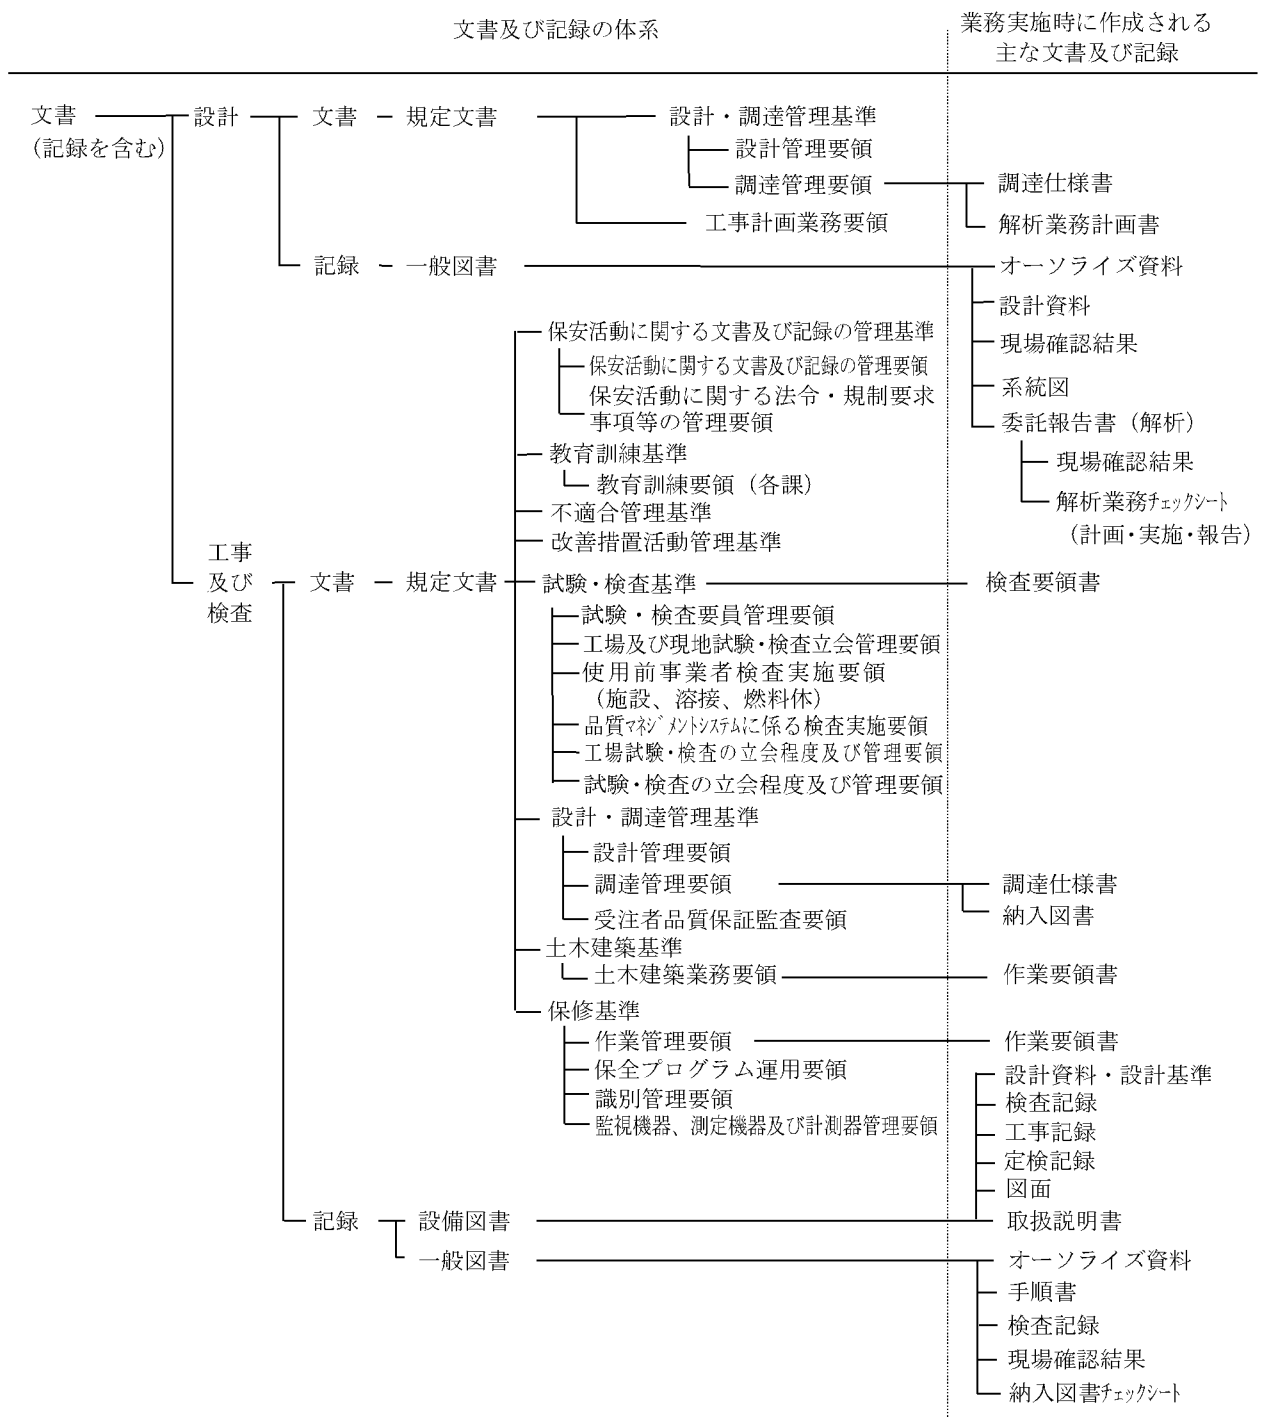 文書及び記録の体系
業務実施時に作成される
主な文書及び記録
文書
(記録を含む)
設計
文書
規定文書
設計・調達管理基準
設計管理要領
調達管理要領
調達仕様書
工事計画業務要領
解析業務計画書
記録
一般図書
オーソライズ資料
設計資料
現場確認結果
系統図
委託報告書（解析）
現場確認結果
解析業務ﾁｪｯｸｼｰﾄ
（計画・実施・報告）
保安活動に関する文書及び記録の管理基準
保安活動に関する文書及び記録の管理要領
保安活動に関する法令・規制要求
事項等の管理要領
教育訓練基準
教育訓練要領（各課）
不適合管理基準
改善措置活動管理基準
工事
及び
検査
文書
規定文書
試験・検査基準
検査要領書
試験・検査要員管理要領
工場及び現地試験・検査立会管理要領
使用前事業者検査実施要領
（施設、溶接、燃料体）
品質ﾏﾈｼﾞﾒﾝﾄｼｽﾃﾑに係る検査実施要領
工場試験・検査の立会程度及び管理要領
試験・検査の立会程度及び管理要領
設計・調達管理基準
設計管理要領
調達管理要領
調達仕様書
納入図書
受注者品質保証監査要領
土木建築基準
土木建築業務要領
作業要領書
保修基準
作業管理要領
作業要領書
保全プログラム運用要領
識別管理要領
監視機器、測定機器及び計測器管理要領
設計資料・設計基準
検査記録
工事記録
定検記録
図面
記録
設備図書
取扱説明書
一般図書
オーソライズ資料
手順書
検査記録
現場確認結果
納入図書ﾁｪｯｸｼｰﾄ